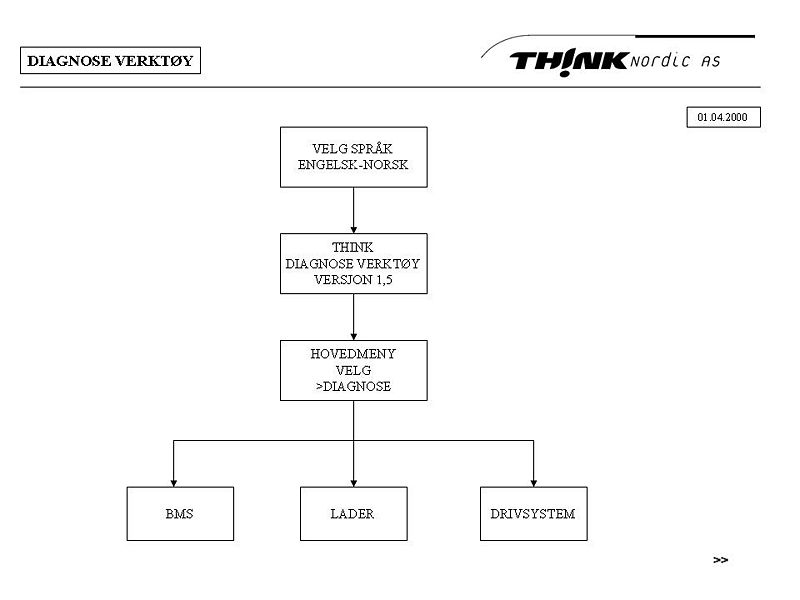 DIAGNOSE VERKTØY
TH!NK Nordic AS
01.04.2000
VELG SPRÅK
ENGELSK-NORSK
THINK
DIAGNOSE VERKTØY
VERSJON 1,5
HOVEDMENY
VELG
>DIAGNOSE
BMS
LADER
DRIVSYSTEM
>>